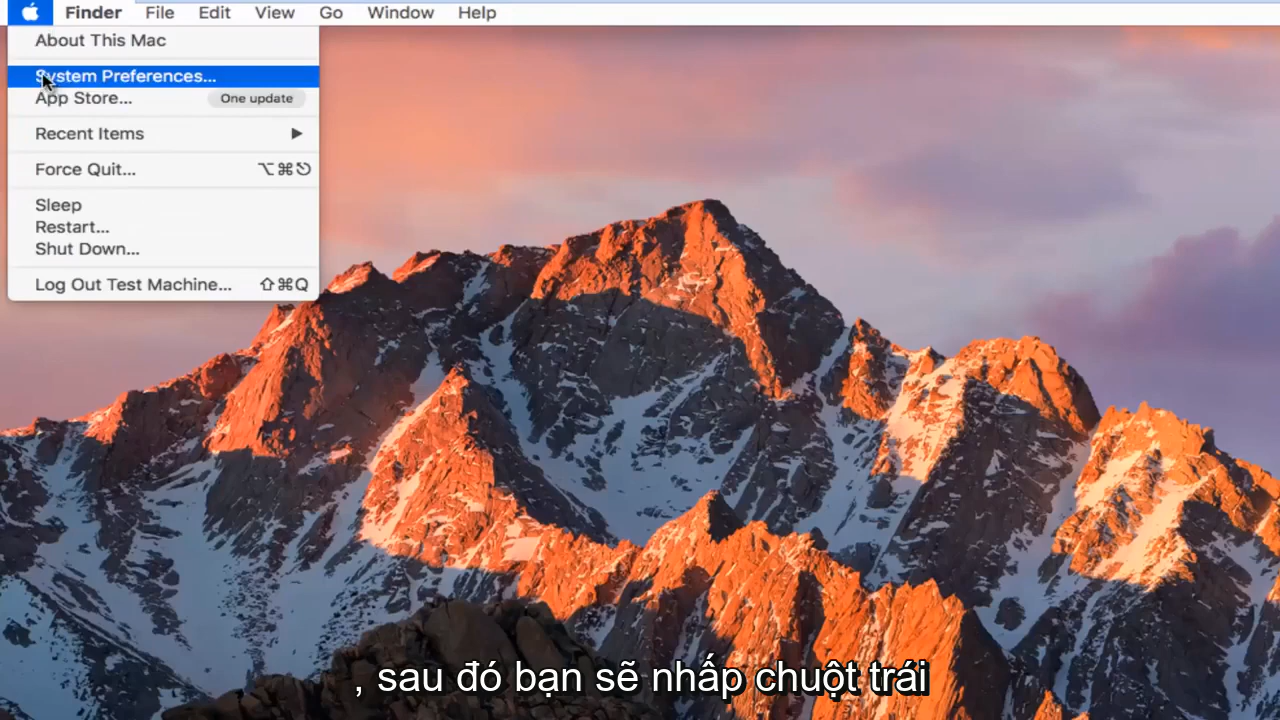 Finder File Edit View Go Window Help
About This Mac
System Preferences...
App Store... One update
Recent Items ▶
Force Quit... ⌥⌘⎋
Sleep
Restart...
Shut Down...
Log Out Test Machine... ⇧⌘Q
, sau đó bạn sẽ nhấp chuột trái